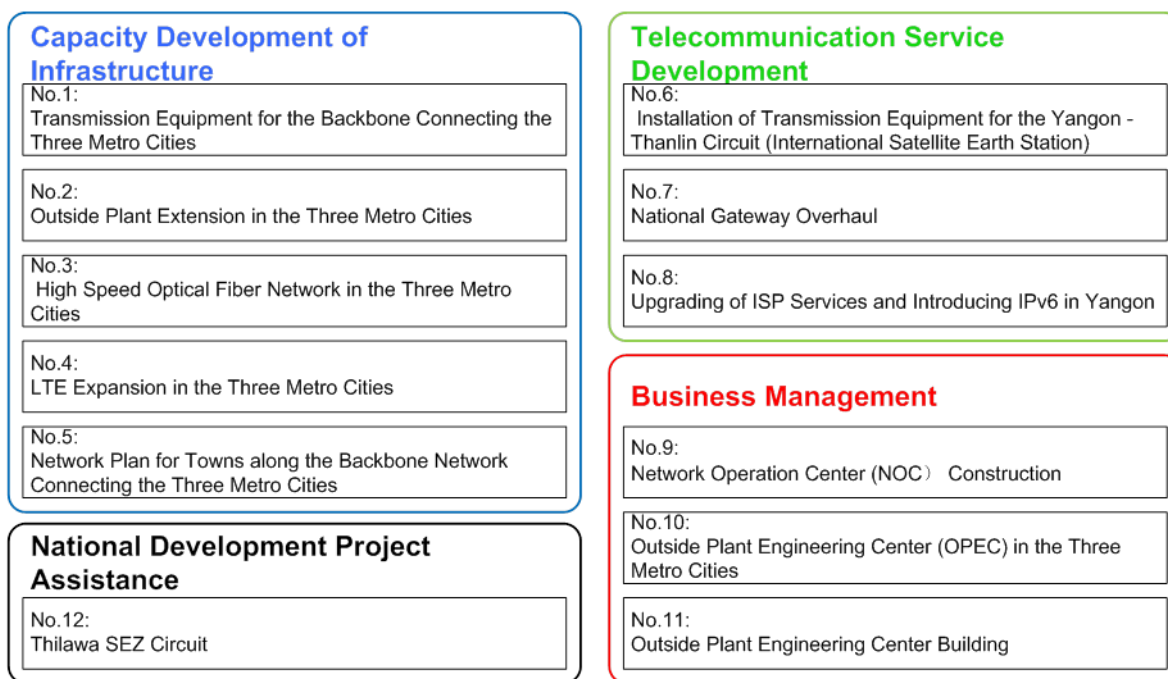 Capacity Development of
Infrastructure
No.1:
Transmission Equipment for the Backbone Connecting the
Three Metro Cities
No.2:
Outside Plant Extension in the Three Metro Cities
No.3:
High Speed Optical Fiber Network in the Three Metro
Cities
No.4:
LTE Expansion in the Three Metro Cities
No.5:
Network Plan for Towns along the Backbone Network
Connecting the Three Metro Cities
National Development Project
Assistance
No.12:
Thilawa SEZ Circuit
Telecommunication Service
Development
No.6:
Installation of Transmission Equipment for the Yangon -
Thanlin Circuit (International Satellite Earth Station)
No.7:
National Gateway Overhaul
No.8:
Upgrading of ISP Services and Introducing IPv6 in Yangon
Business Management
No.9:
Network Operation Center (NOC） Construction
No.10:
Outside Plant Engineering Center (OPEC) in the Three
Metro Cities
No.11:
Outside Plant Engineering Center Building